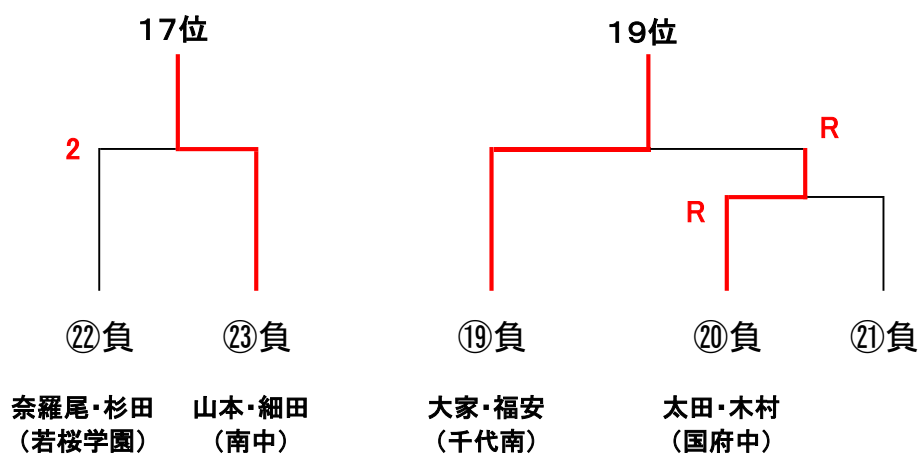 17位
19位
2
R
R
㉒負
㉓負
⑲負
⑳負
㉑負
奈羅尾・杉田
（若桜学園）
山本・細田
（南中）
大家・福安
（千代南）
太田・木村
（国府中）